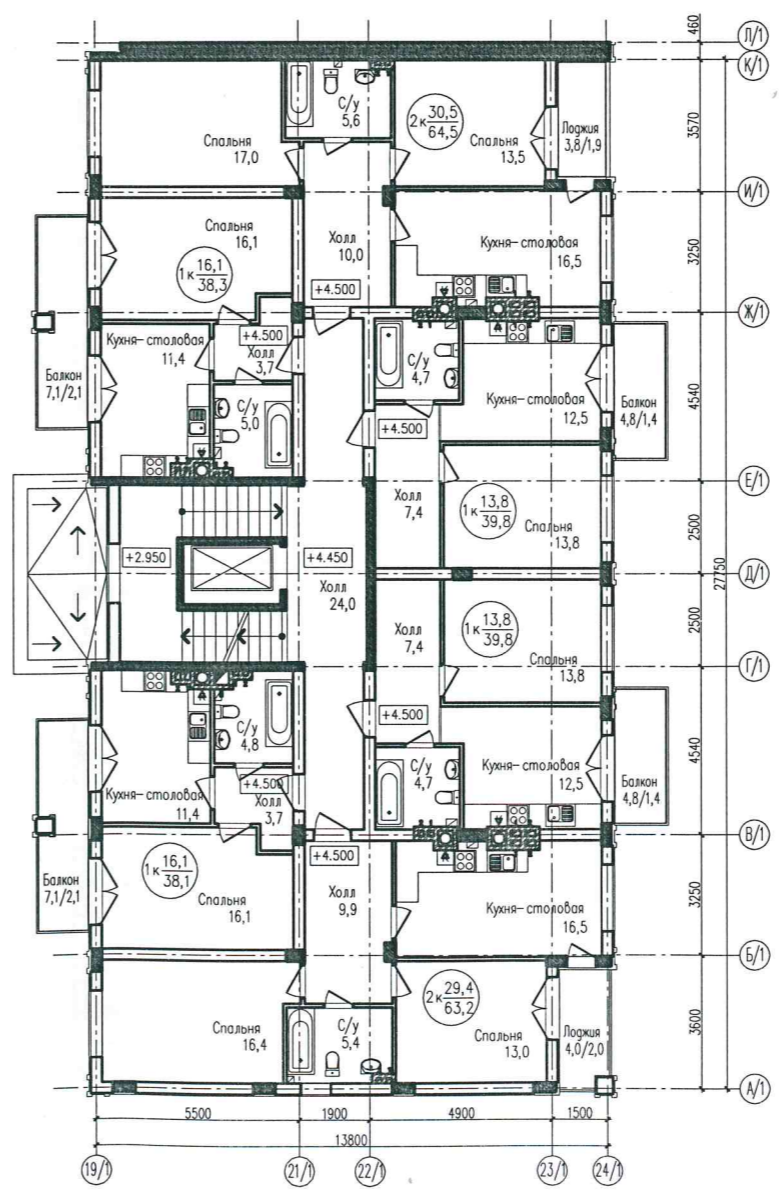 460
Л/1
К/1
С/у
5,6
2к 30,5
64,5
Спальня
17,0
Спальня
13,5
Лоджия
3,8/1,9
3570
И/1
Спальня
16,1
1к 16,1
38,3
Холл
10,0
Кухня-столовая
16,5
3250
+4.500
Ж/1
Кухня-столовая
11,4
+4.500
Холл
3,7
С/у
4,7
Балкон
7,1/2,1
Кухня-столовая
12,5
Балкон
4,8/1,4
С/у
5,0
+4.500
4540
Е/1
Холл
7,4
1к 13,8
39,8
Спальня
13,8
2500
+2.950
+4.450
Д/1
27750
Холл
24,0
Холл
7,4
1к 13,8
39,8
Спальня
13,8
2500
Г/1
С/у
4,8
+4.500
Кухня-столовая
12,5
С/у
4,7
Балкон
4,8/1,4
4540
Кухня-столовая
11,4
+4.500
Холл
3,7
В/1
+4.500
1к 16,1
38,1
Балкон
7,1/2,1
Спальня
16,1
Холл
9,9
Кухня-столовая
16,5
3250
Б/1
2к 29,4
63,2
Спальня
16,4
С/у
5,4
Спальня
13,0
Лоджия
4,0/2,0
3600
А/1
5500
1900
4900
1500
13800
19/1
21/1
22/1
23/1
24/1